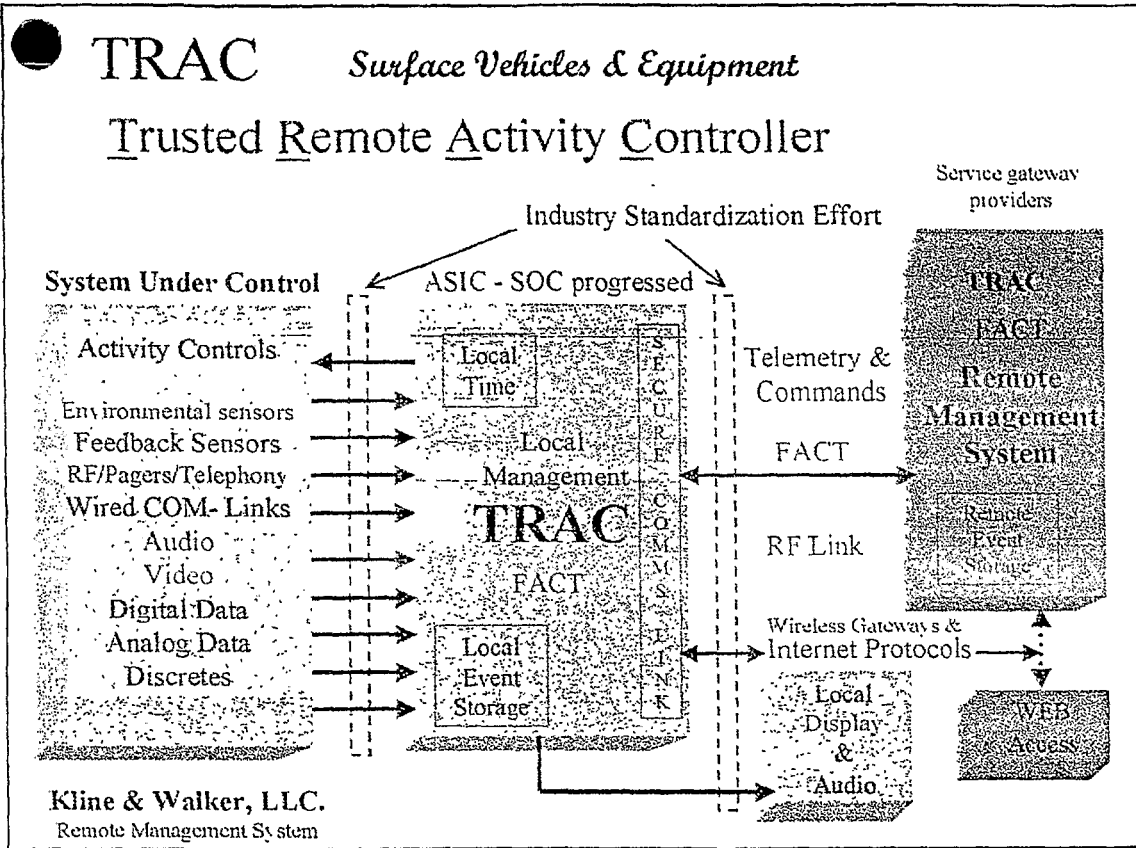 TRAC Surface Vehicles & Equipment
Trusted Remote Activity Controller
Service gateway
providers
Industry Standardization Effort
System Under Control
ASIC - SOC progressed
Activity Controls
Environmental sensors
Feedback Sensors
RF/Pagers/Telephony
Wired COM- Links
Audio
Video
Digital Data
Analog Data
Discretes
Local
Time
Local
Management
TRAC
FACT
Local
Event
Storage
SECURE COMMS LINK
Telemetry &
Commands
FACT
RF Link
Wireless Gateways &
Internet Protocols
TRAC
FACT
Remote
Management
System
Remote
Event
Storage
Local
Display
&
Audio
WEB
Access
Kline & Walker, LLC.
Remote Management System